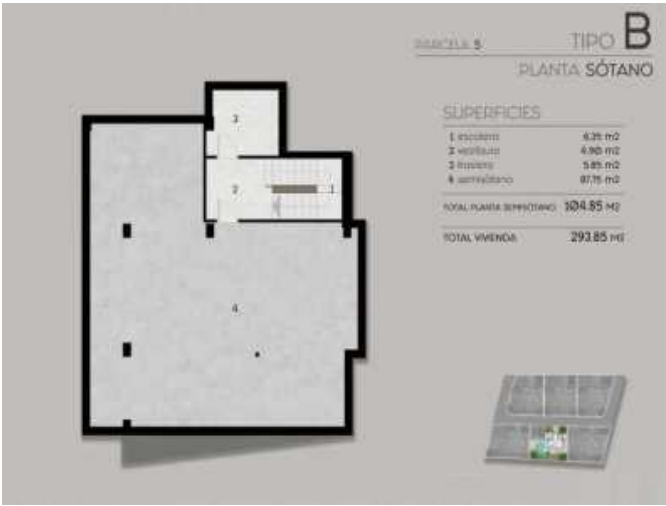 PARCELA 5
TIPO B
PLANTA SÓTANO
SUPERFICIES
1 escalera 6.35 m2
2 vestíbulo 4.90 m2
3 trastero 5.85 m2
4 semisótano 87.75 m2
TOTAL PLANTA SEMISÓTANO 104.85 M2
TOTAL VIVIENDA 293.85 M2
3
2
1
4